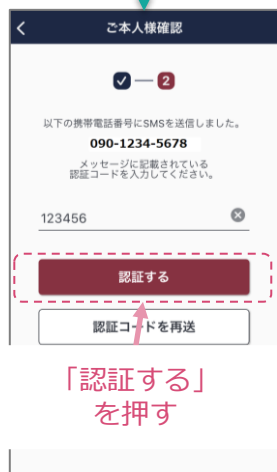 ご本人様確認
2
以下の携帯電話番号にSMSを送信しました。
090-1234-5678
メッセージに記載されている
認証コードを入力してください。
123456
認証する
認証コードを再送
「認証する」
を押す